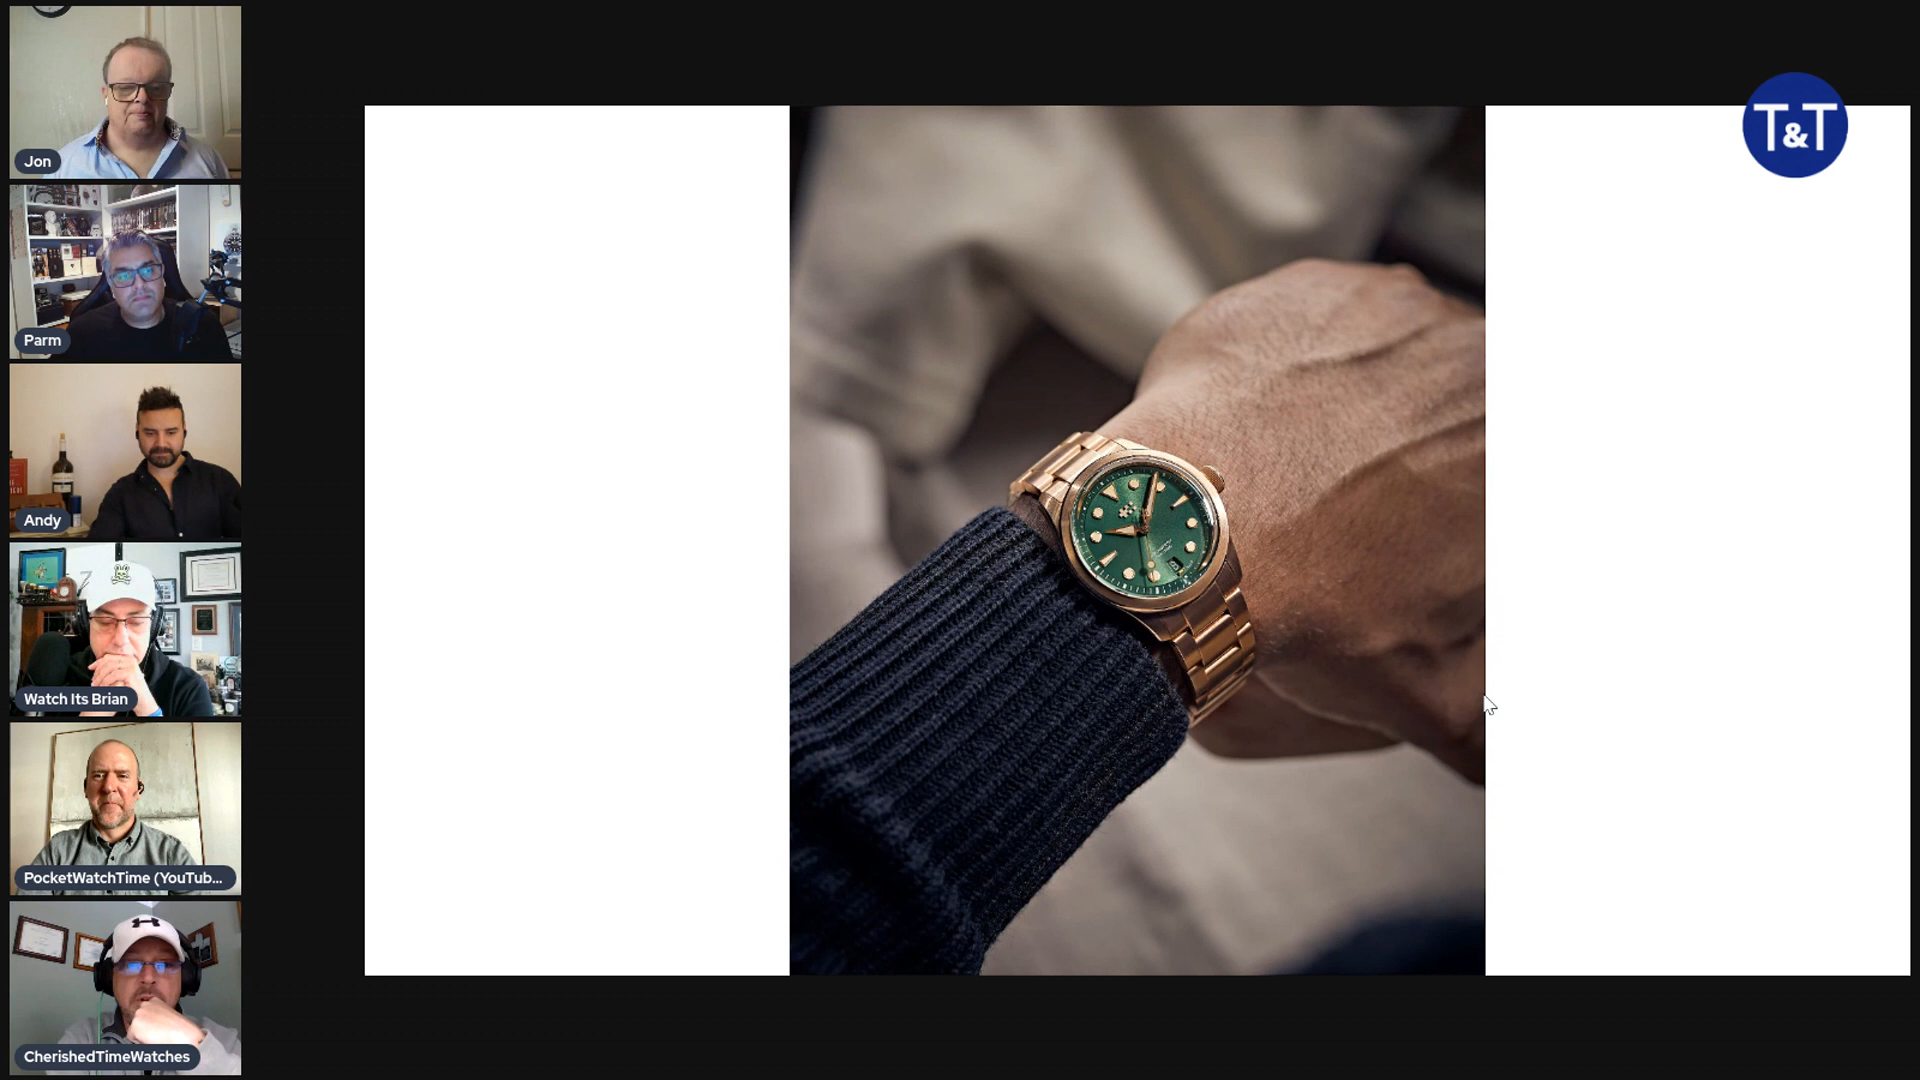 Jon
Parm
Andy
Watch Its Brian
PocketWatchTime (YouTub...
CherishedTimeWatches
T&T